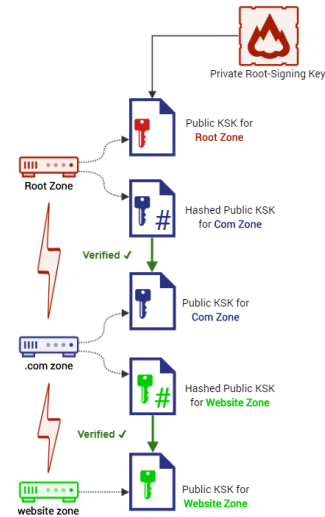 Private Root-Signing Key
Public KSK for
Root Zone
Root Zone
Hashed Public KSK
for Com Zone
#
Verified ✓
Public KSK for
Com Zone
.com zone
Hashed Public KSK
for Website Zone
#
Verified ✓
Public KSK for
Website Zone
website zone